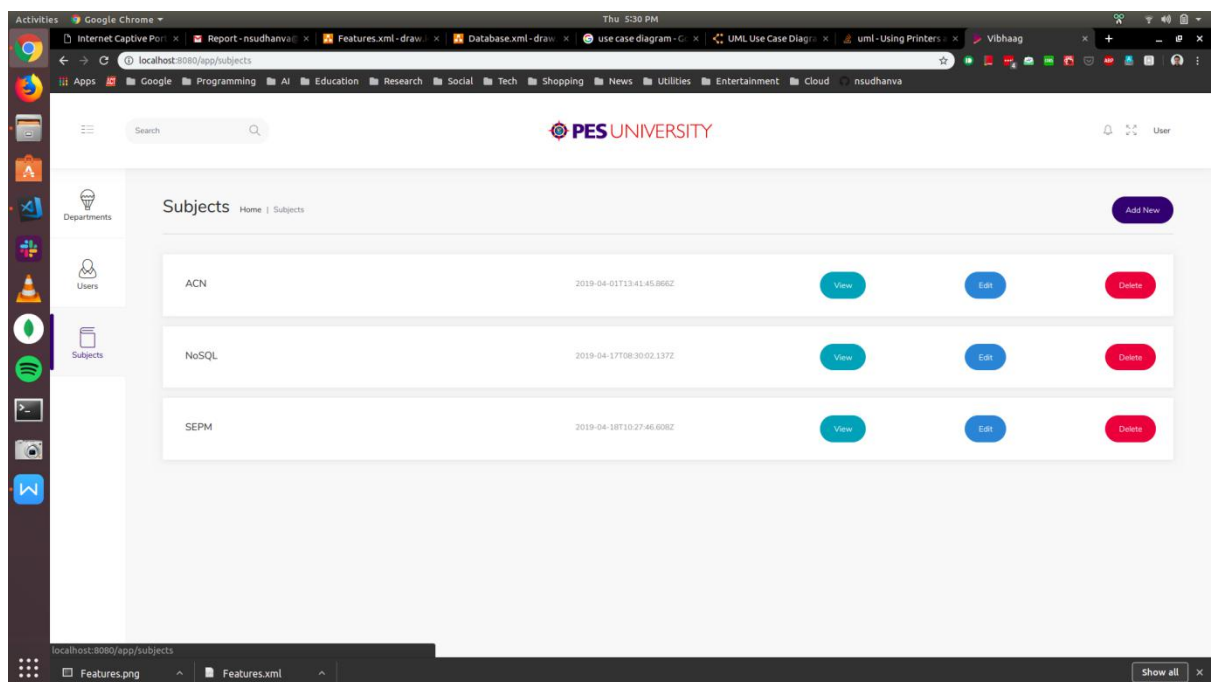 Activities Google Chrome Thu 5:30 PM
Internet Captive Port Report - nsudhanva@ Features.xml - draw. Database.xml - draw. use case diagram - Go UML Use Case Diagra uml - Using Printers a Vibhaag
localhost:8080/app/subjects
Apps Google Programming AI Education Research Social Tech Shopping News Utilities Entertainment Cloud nsudhanva
Search PES UNIVERSITY User
Departments
Subjects Home | Subjects Add New
Users
ACN 2019-04-01T13:41:45.866Z View Edit Delete
Subjects
NoSQL 2019-04-17T08:30:02.137Z View Edit Delete
SEPM 2019-04-18T10:27:46.608Z View Edit Delete
localhost:8080/app/subjects
Features.png Features.xml Show all